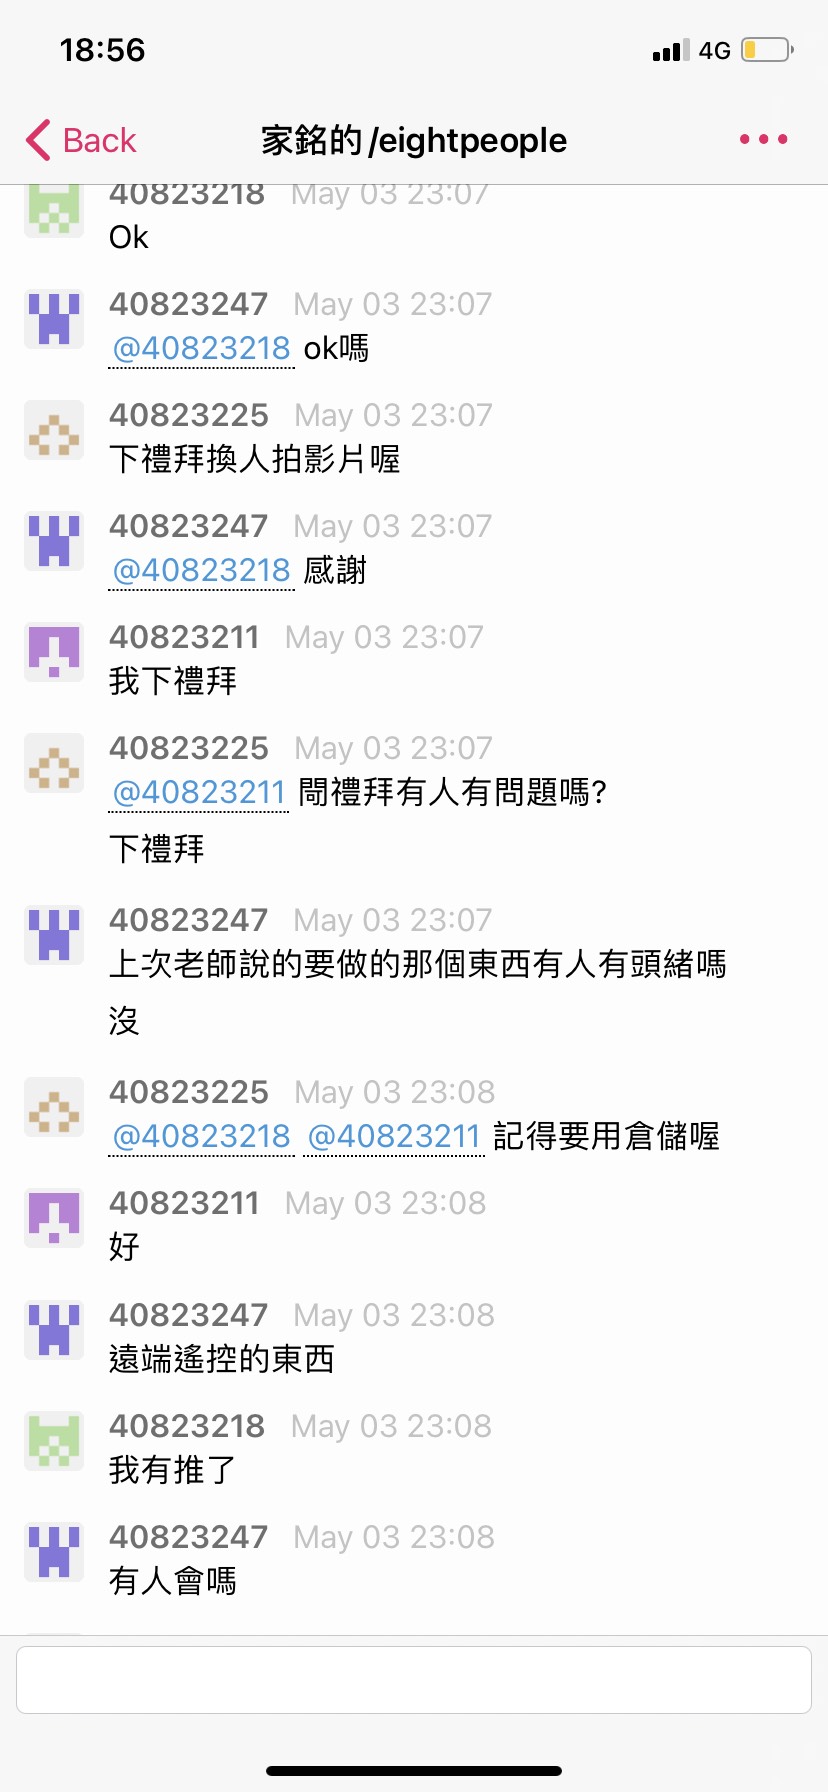 18:56
4G
Back
家銘的/eightpeople
40823218 May 03 23:07
Ok
40823247 May 03 23:07
@40823218 ok嗎
40823225 May 03 23:07
下禮拜換人拍影片喔
40823247 May 03 23:07
@40823218 感謝
40823211 May 03 23:07
我下禮拜
40823225 May 03 23:07
@40823211 閜禮拜有人有問題嗎?
下禮拜
40823247 May 03 23:07
上次老師說的要做的那個東西有人有頭緒嗎
沒
40823225 May 03 23:08
@40823218 @40823211 記得要用倉儲喔
40823211 May 03 23:08
好
40823247 May 03 23:08
遠端遙控的東西
40823218 May 03 23:08
我有推了
40823247 May 03 23:08
有人會嗎